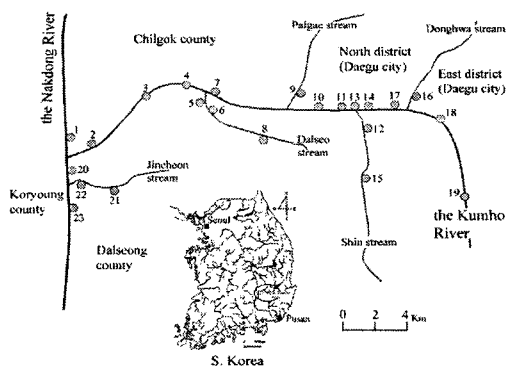 the Nakdong River
Chilgok county
Palgae stream
Donghwa stream
North district
(Daegu city)
East district
(Daegu city)
4
7
3
9
10
11
13
14
17
16
5
6
18
1
2
8
12
Dalseo
stream
20
Jincheon
stream
22
21
15
Koryoung
county
23
19
the Kumho
River
Seoul
Dalseong
county
Shin stream
Pusan
0 2 4 Km
S. Korea